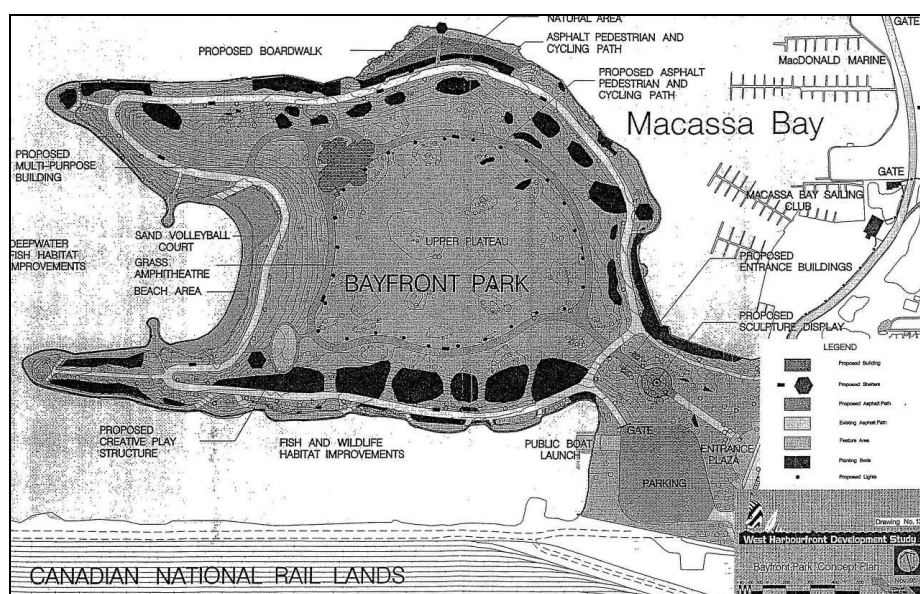 NATURAL AREA
GATE
PROPOSED BOARDWALK
ASPHALT PEDESTRIAN AND
CYCLING PATH
MacDONALD MARINE
PROPOSED ASPHALT
PEDESTRIAN AND
CYCLING PATH
Macassa Bay
PROPOSED
MULTI-PURPOSE
BUILDING
GATE
MACASSA BAY SAILING
CLUB
SAND VOLLEYBALL
COURT
DEEPWATER
FISH HABITAT
IMPROVEMENTS
GRASS
AMPHITHEATRE
BEACH AREA
UPPER PLATEAU
BAYFRONT PARK
PROPOSED
ENTRANCE BUILDINGS
PROPOSED
SCULPTURE DISPLAY
LEGEND
Proposed Building
Proposed Shelters
Proposed Asphalt Path
Existing Asphalt Path
Feature Area
Planting Beds
Proposed Lights
PROPOSED
CREATIVE PLAY
STRUCTURE
FISH AND WILDLIFE
HABITAT IMPROVEMENTS
PUBLIC BOAT
LAUNCH
GATE
ENTRANCE
PLAZA
PARKING
Drawing No.
West Harbourfront Development Study
Bayfront Park Concept Plan
CANADIAN NATIONAL RAIL LANDS